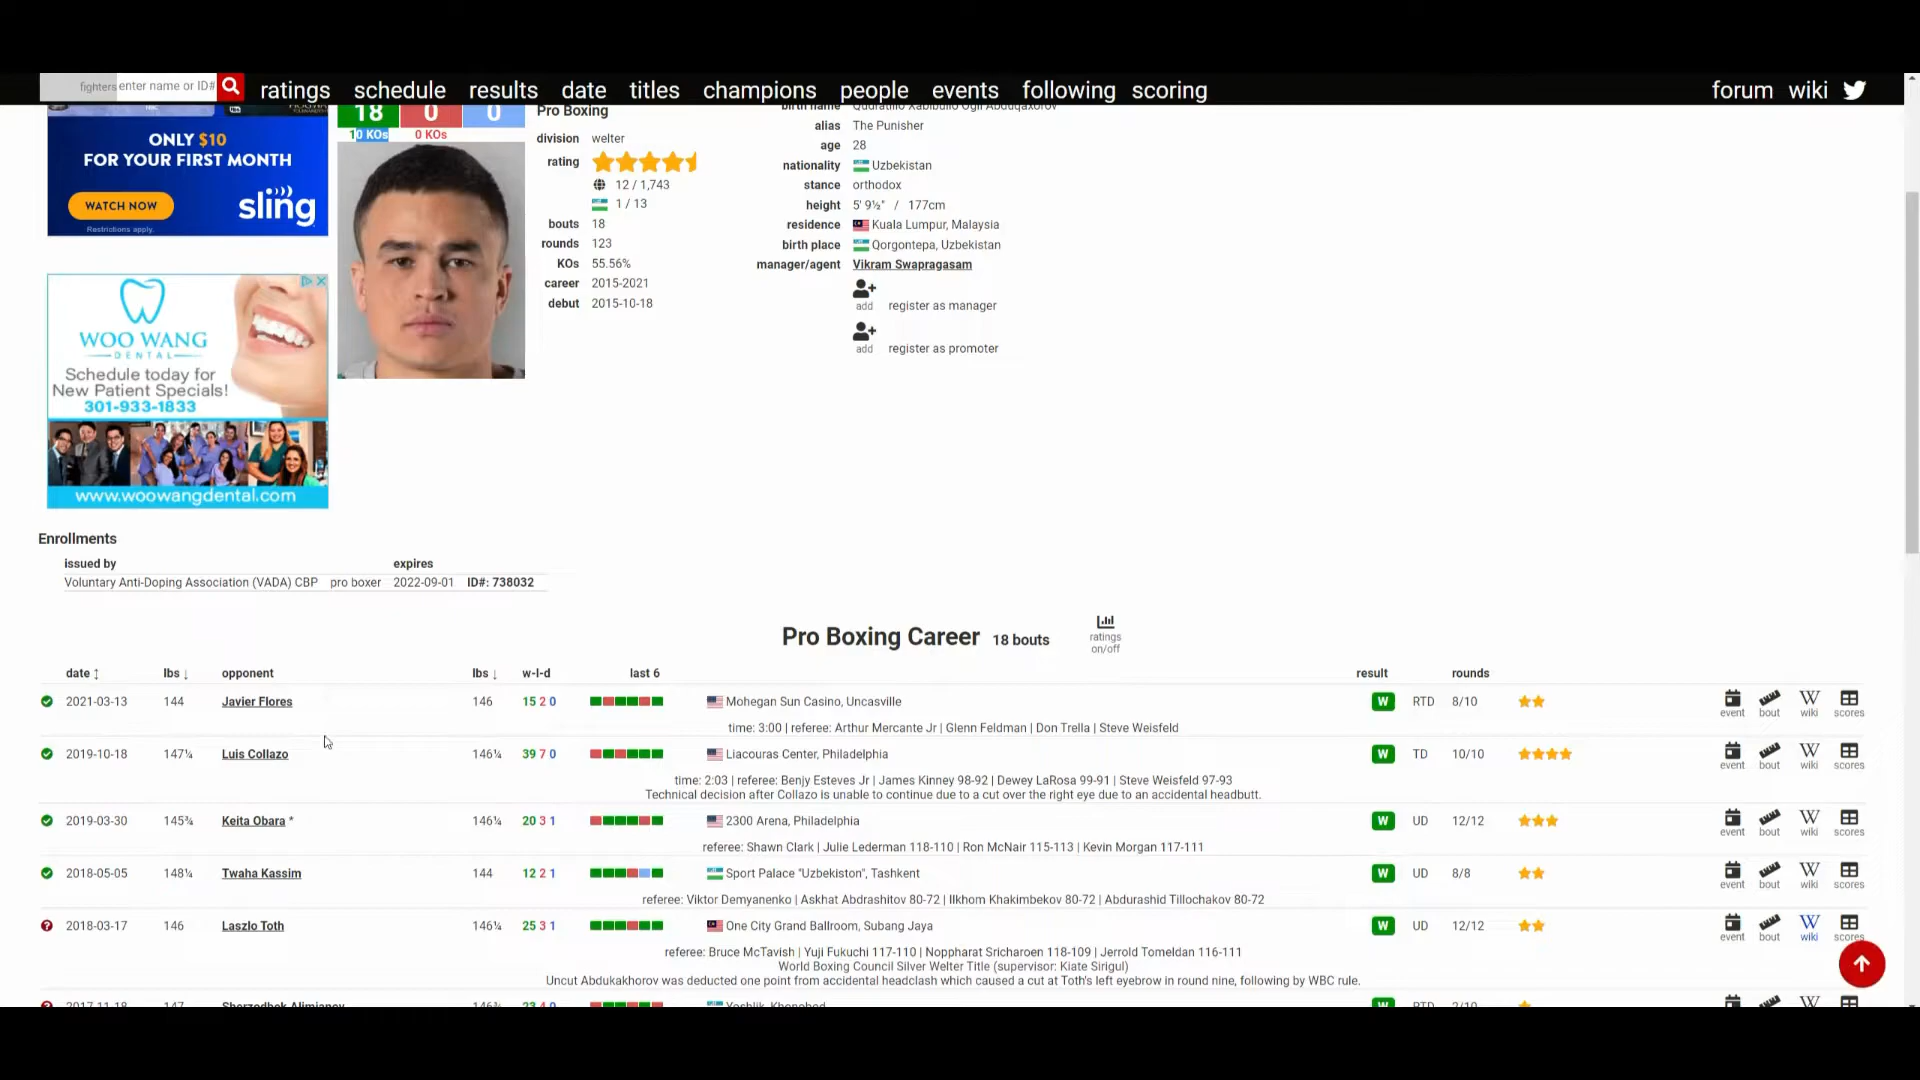 fighters enter name or ID# ratings schedule results date titles champions people events following scoring forum wiki
ONLY $10
FOR YOUR FIRST MONTH
WATCH NOW
sling
Restrictions apply.
WOO WANG
DENTAL
Schedule today for
New Patient Specials!
301-933-1833
www.woowangdental.com
18 0 0
10 KOs 0 KOs
Pro Boxing
division welter
rating
12 / 1,743
1 / 13
bouts 18
rounds 123
KOs 55.56%
career 2015-2021
debut 2015-10-18
birth name Qudratillo Xabibullo Ogli Abduqaxorov
alias The Punisher
age 28
nationality Uzbekistan
stance orthodox
height 5' 9½" / 177cm
residence Kuala Lumpur, Malaysia
birth place Qorgontepa, Uzbekistan
manager/agent Vikram Swapragasam
add register as manager
add register as promoter
Enrollments
issued by expires
Voluntary Anti-Doping Association (VADA) CBP pro boxer 2022-09-01 ID#: 738032
Pro Boxing Career 18 bouts
ratings
on/off
date lbs opponent lbs w-l-d last 6 result rounds
2021-03-13 144 Javier Flores 146 15 2 0 Mohegan Sun Casino, Uncasville W RTD 8/10 event bout wiki scores
time: 3:00 | referee: Arthur Mercante Jr | Glenn Feldman | Don Trella | Steve Weisfeld
2019-10-18 147¼ Luis Collazo 146¼ 39 7 0 Liacouras Center, Philadelphia W TD 10/10 event bout wiki scores
time: 2:03 | referee: Benjy Esteves Jr | James Kinney 98-92 | Dewey LaRosa 99-91 | Steve Weisfeld 97-93
Technical decision after Collazo is unable to continue due to a cut over the right eye due to an accidental headbutt.
2019-03-30 145¾ Keita Obara * 146¼ 20 3 1 2300 Arena, Philadelphia W UD 12/12 event bout wiki scores
referee: Shawn Clark | Julie Lederman 118-110 | Ron McNair 115-113 | Kevin Morgan 117-111
2018-05-05 148¼ Twaha Kassim 144 12 2 1 Sport Palace "Uzbekiston", Tashkent W UD 8/8 event bout wiki scores
referee: Viktor Demyanenko | Askhat Abdrashitov 80-72 | Ilkhom Khakimbekov 80-72 | Abdurashid Tillochakov 80-72
2018-03-17 146 Laszlo Toth 146¼ 25 3 1 One City Grand Ballroom, Subang Jaya W UD 12/12 event bout wiki scores
referee: Bruce McTavish | Yuji Fukuchi 117-110 | Noppharat Sricharoen 118-109 | Jerrold Tomeldan 116-111
World Boxing Council Silver Welter Title (supervisor: Kiate Sirigul)
Uncut Abdukakhorov was deducted one point from accidental headclash which caused a cut at Toth's left eyebrow in round nine, following by WBC rule.
2017-11-18 147 Sherzodbek Alimjanov 23 4 0 Yoshlik, Khonobod W RTD 2/10